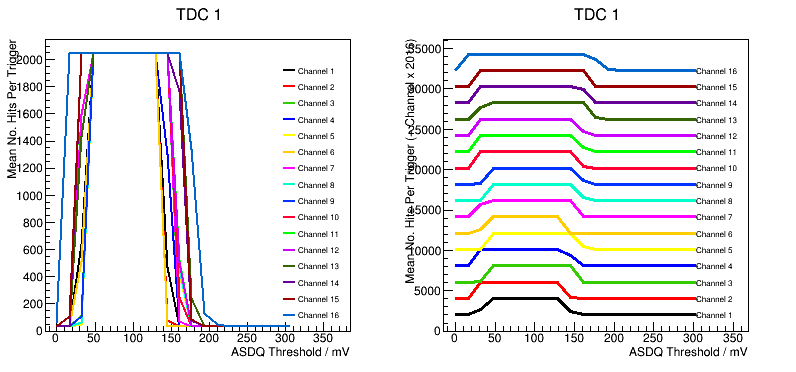 TDC 1
Mean No. Hits Per Trigger
2000
1800
1600
1400
1200
1000
800
600
400
200
0
0 50 100 150 200 250 300 350
ASDQ Threshold / mV
Channel 1
Channel 2
Channel 3
Channel 4
Channel 5
Channel 6
Channel 7
Channel 8
Channel 9
Channel 10
Channel 11
Channel 12
Channel 13
Channel 14
Channel 15
Channel 16
TDC 1
Mean No. Hits Per Trigger (+ Channel x 2016)
35000
30000
25000
20000
15000
10000
5000
0
0 50 100 150 200 250 300 350
ASDQ Threshold / mV
Channel 16
Channel 15
Channel 14
Channel 13
Channel 12
Channel 11
Channel 10
Channel 9
Channel 8
Channel 7
Channel 6
Channel 5
Channel 4
Channel 3
Channel 2
Channel 1